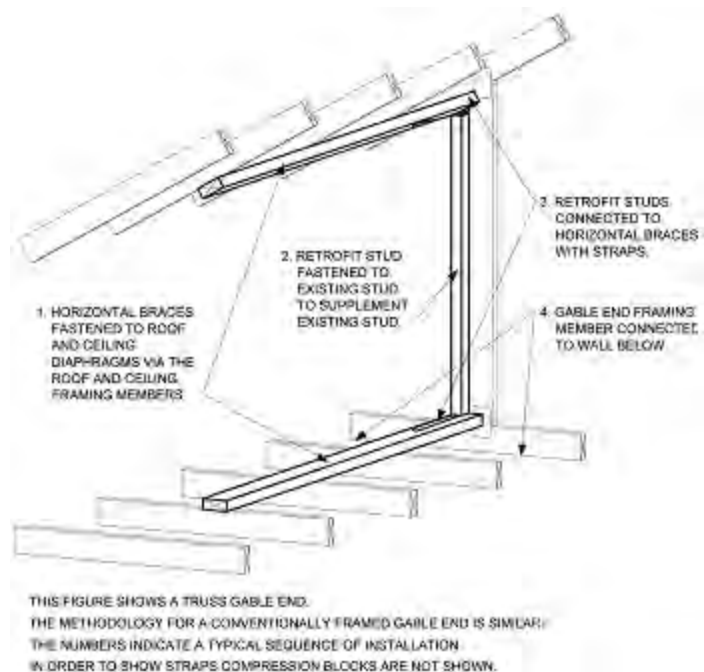 1. HORIZONTAL BRACES
FASTENED TO ROOF
AND CEILING
DIAPHRAGMS VIA THE
ROOF AND CEILING
FRAMING MEMBERS
2. RETROFIT STUD
FASTENED TO
EXISTING STUD
TO SUPPLEMENT
EXISTING STUD.
3. RETROFIT STUDS
CONNECTED TO
HORIZONTAL BRACES
WITH STRAPS.
4. GABLE END FRAMING
MEMBER CONNECTED
TO WALL BELOW
THIS FIGURE SHOWS A TRUSS GABLE END.
THE METHODOLOGY FOR A CONVENTIONALLY FRAMED GABLE END IS SIMILAR.
THE NUMBERS INDICATE A TYPICAL SEQUENCE OF INSTALLATION
IN ORDER TO SHOW STRAPS COMPRESSION BLOCKS ARE NOT SHOWN.